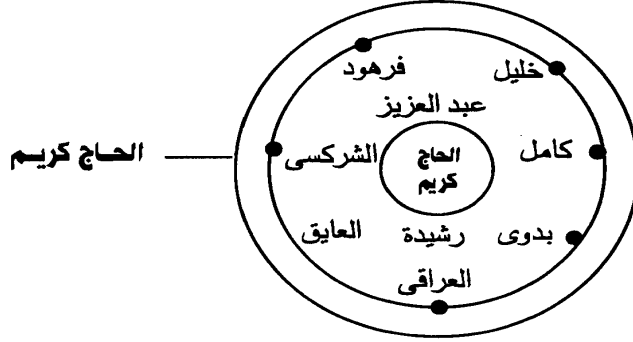 خليل
فرهود
عبد العزيز
كامل
الحاج
كريم
الشركسى
الحاج كريم
بدوى
رشيدة
العايق
العراقى